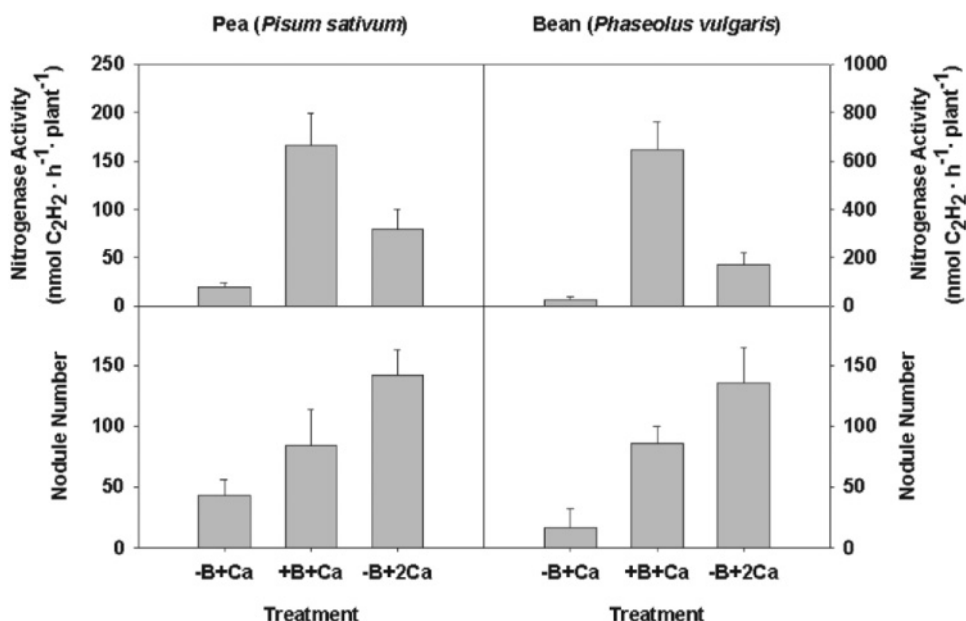 Pea (Pisum sativum)
Bean (Phaseolus vulgaris)
Nitrogenase Activity
(nmol C₂H₂ · h⁻¹· plant⁻¹)
250
200
150
100
50
0
1000
800
600
400
200
0
Nitrogenase Activity
(nmol C₂H₂ · h⁻¹· plant⁻¹)
Nodule Number
150
100
50
0
150
100
50
0
Nodule Number
-B+Ca +B+Ca -B+2Ca
-B+Ca +B+Ca -B+2Ca
Treatment
Treatment